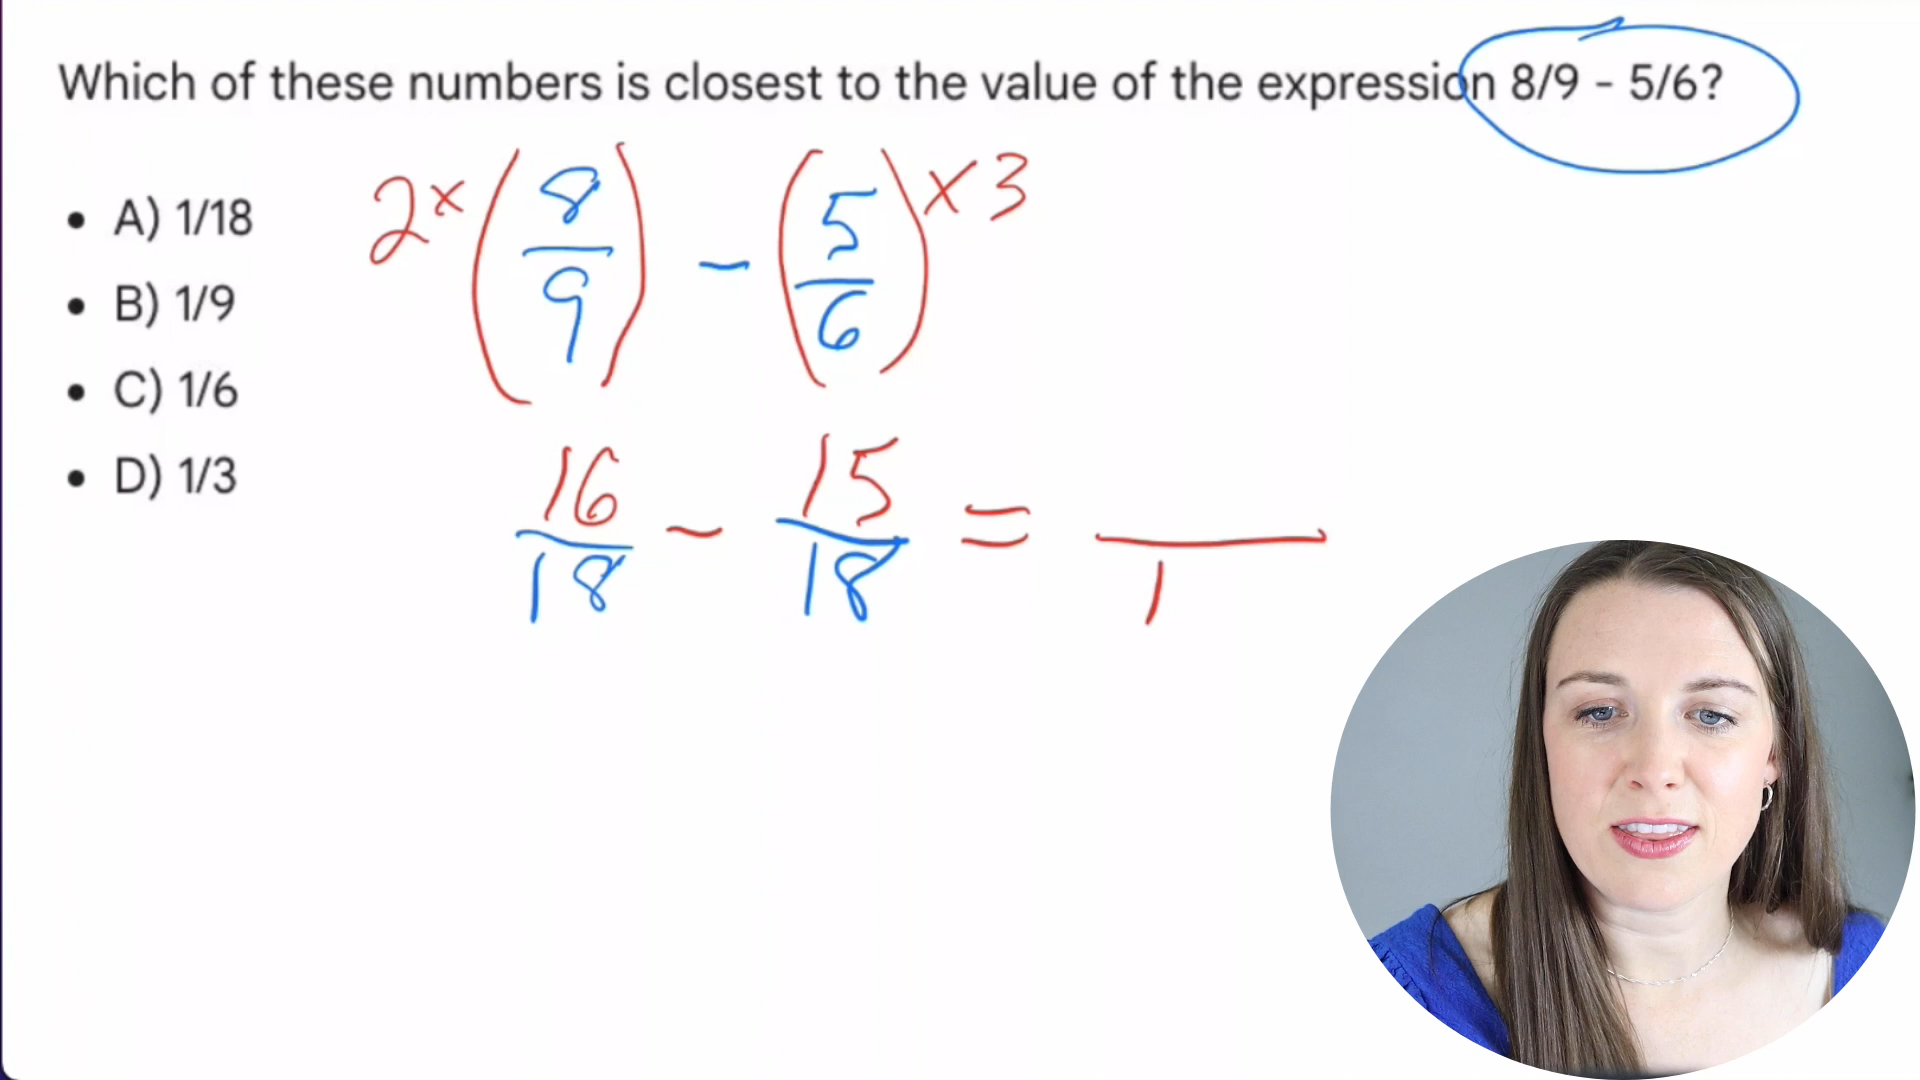 Which of these numbers is closest to the value of the expression 8/9 - 5/6?
• A) 1/18
• B) 1/9
• C) 1/6
• D) 1/3
2 × (8/9) - (5/6) × 3
16/18 - 15/18 = /1